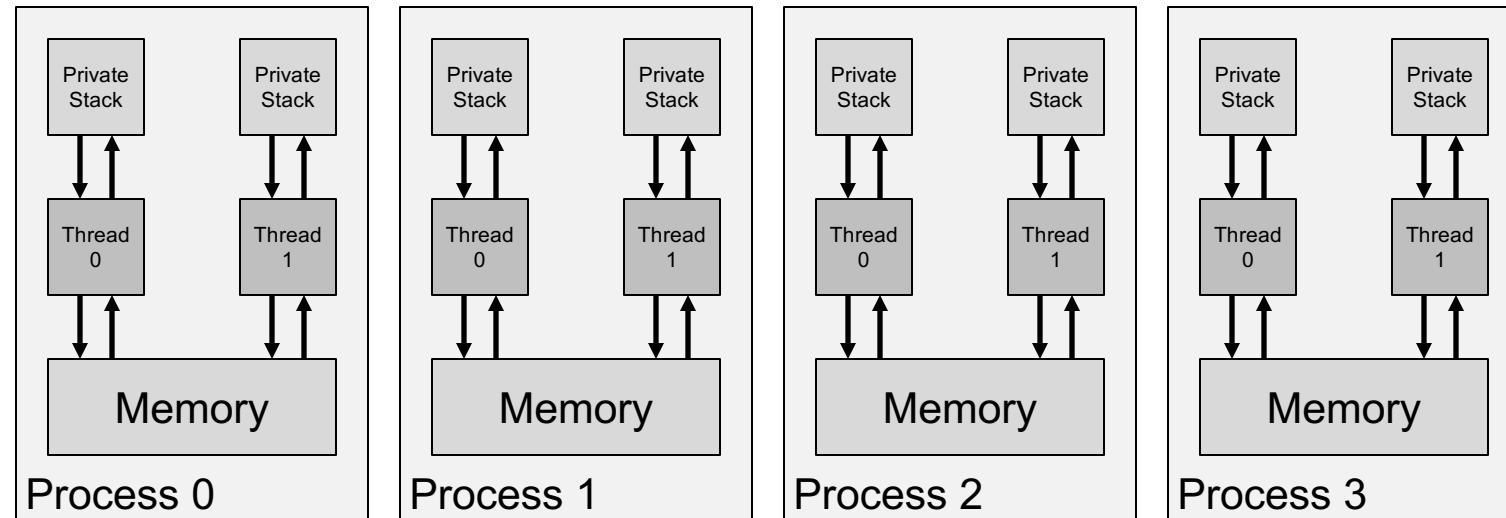 Private
Stack
Private
Stack
Thread
0
Thread
1
Memory
Process 0
Private
Stack
Private
Stack
Thread
0
Thread
1
Memory
Process 1
Private
Stack
Private
Stack
Thread
0
Thread
1
Memory
Process 2
Private
Stack
Private
Stack
Thread
0
Thread
1
Memory
Process 3